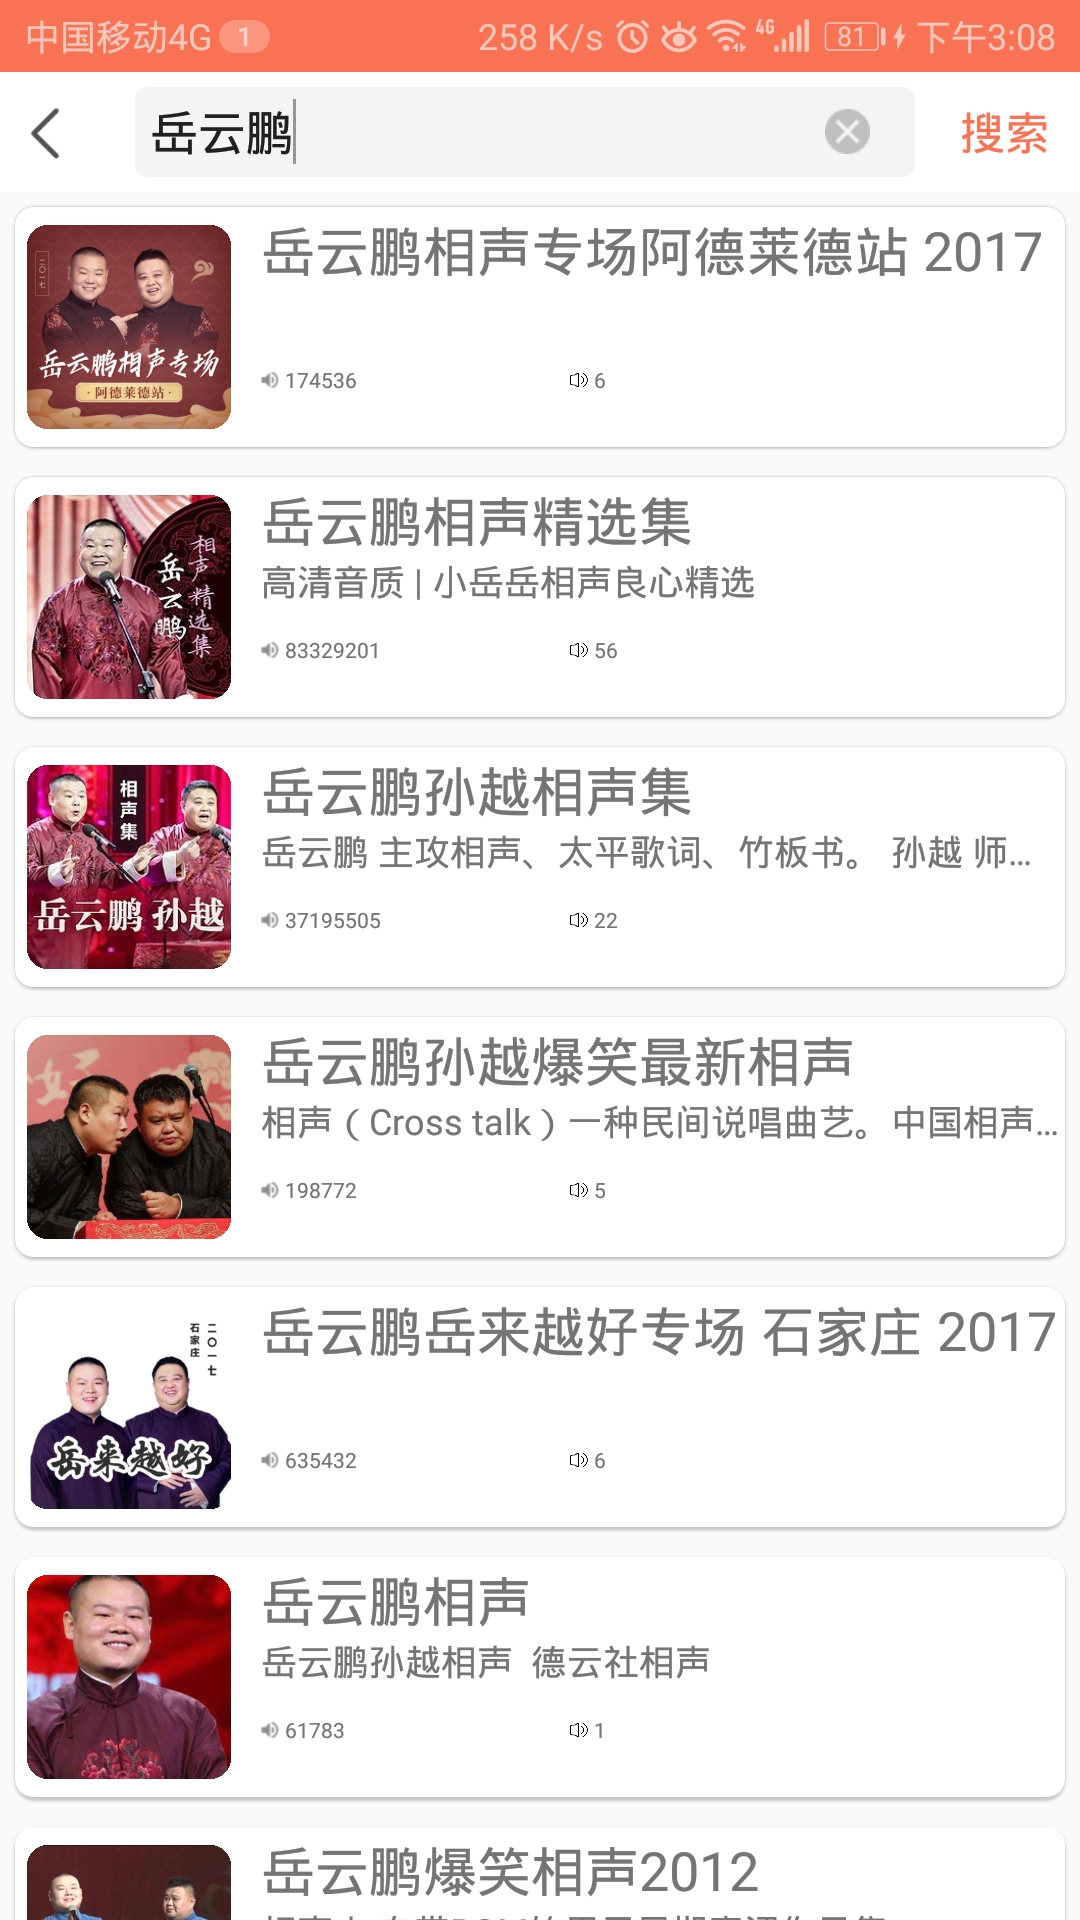 中国移动4G 1 258 K/s 4G 81 下午3:08
岳云鹏 搜索
岳云鹏相声专场阿德莱德站 2017
二〇一七
岳云鹏相声专场
·阿德莱德站·
174536 6
岳云鹏相声精选集
高清音质 | 小岳岳相声良心精选
相声精选集
岳云鹏
83329201 56
岳云鹏孙越相声集
岳云鹏 主攻相声、太平歌词、竹板书。 孙越 师...
相声集
岳云鹏 孙越
37195505 22
岳云鹏孙越爆笑最新相声
相声（Cross talk）一种民间说唱曲艺。中国相声...
198772 5
岳云鹏岳来越好专场 石家庄 2017
二〇一七
石家庄
岳来越好
635432 6
岳云鹏相声
岳云鹏孙越相声 德云社相声
61783 1
岳云鹏爆笑相声2012